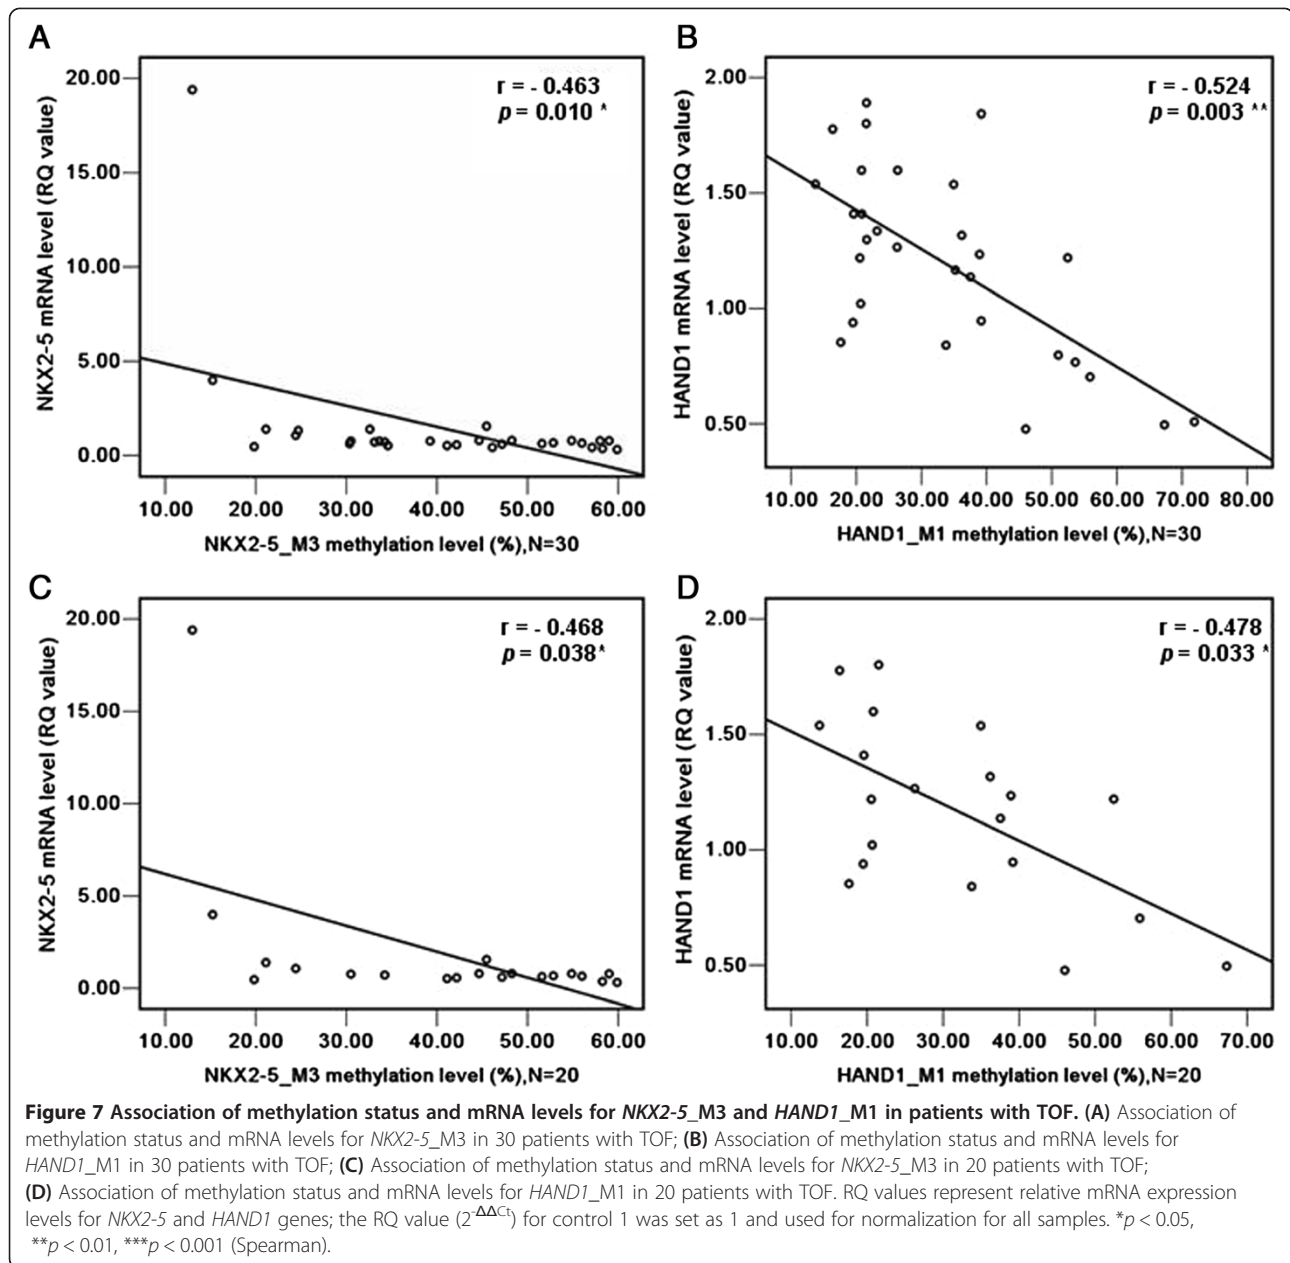 A
r = - 0.463
p = 0.010 *
NKX2-5 mRNA level (RQ value)
20.00
15.00
10.00
5.00
0.00
10.00 20.00 30.00 40.00 50.00 60.00
NKX2-5_M3 methylation level (%),N=30
B
r = - 0.524
p = 0.003 **
HAND1 mRNA level (RQ value)
2.00
1.50
1.00
0.50
10.00 20.00 30.00 40.00 50.00 60.00 70.00 80.00
HAND1_M1 methylation level (%),N=30
C
r = - 0.468
p = 0.038*
NKX2-5 mRNA level (RQ value)
20.00
15.00
10.00
5.00
0.00
10.00 20.00 30.00 40.00 50.00 60.00
NKX2-5_M3 methylation level (%),N=20
D
r = - 0.478
p = 0.033 *
HAND1 mRNA level (RQ value)
2.00
1.50
1.00
0.50
10.00 20.00 30.00 40.00 50.00 60.00 70.00
HAND1_M1 methylation level (%),N=20
Figure 7 Association of methylation status and mRNA levels for NKX2-5_M3 and HAND1_M1 in patients with TOF. (A) Association of
methylation status and mRNA levels for NKX2-5_M3 in 30 patients with TOF; (B) Association of methylation status and mRNA levels for
HAND1_M1 in 30 patients with TOF; (C) Association of methylation status and mRNA levels for NKX2-5_M3 in 20 patients with TOF;
(D) Association of methylation status and mRNA levels for HAND1_M1 in 20 patients with TOF. RQ values represent relative mRNA expression
levels for NKX2-5 and HAND1 genes; the RQ value (2-ΔΔCt) for control 1 was set as 1 and used for normalization for all samples. *p < 0.05,
**p < 0.01, ***p < 0.001 (Spearman).